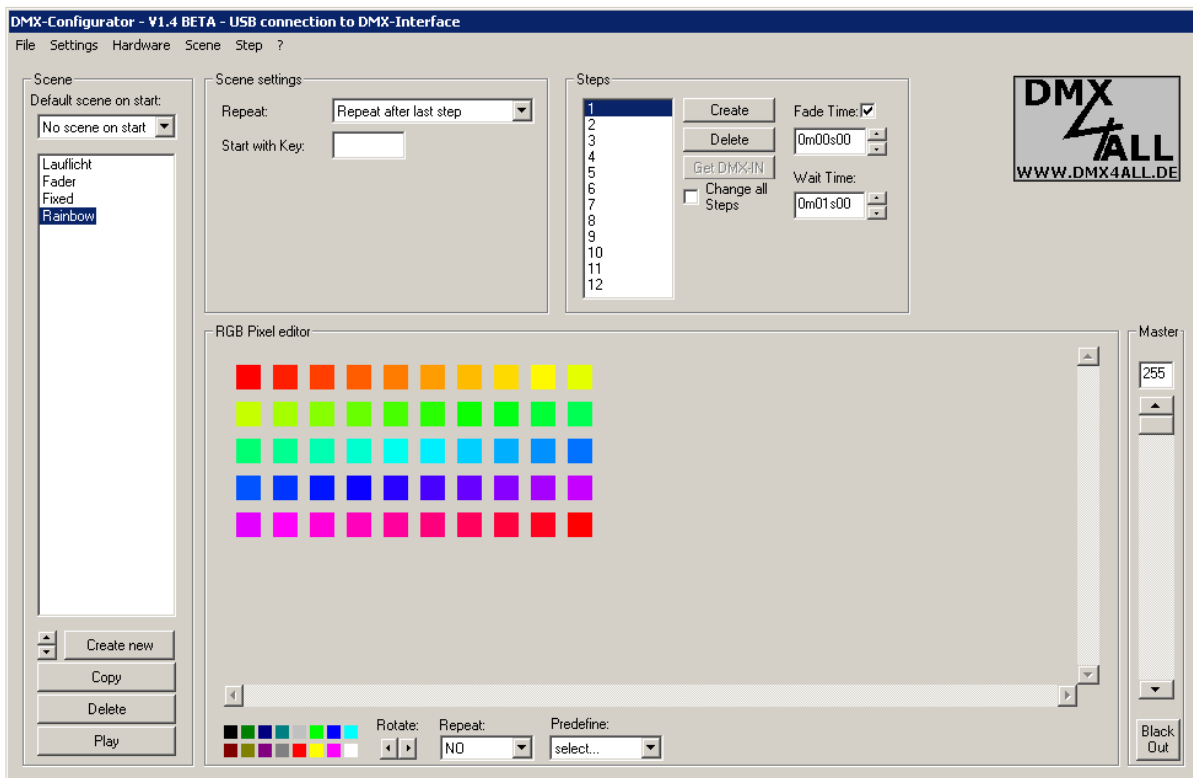 DMX-Configurator - V1.4 BETA - USB connection to DMX-Interface
File Settings Hardware Scene Step ?
Scene
Default scene on start:
No scene on start
Lauflicht
Fader
Fixed
Rainbow
Create new
Copy
Delete
Play
Scene settings
Repeat:
Repeat after last step
Start with Key:
Steps
1
2
3
4
5
6
7
8
9
10
11
12
Create
Delete
Get DMX-IN
Change all
Steps
Fade Time:
0m00s00
Wait Time:
0m01s00
DMX
4
ALL
WWW.DMX4ALL.DE
RGB Pixel editor
Rotate:
Repeat:
NO
Predefine:
select...
Master
255
Black
Out